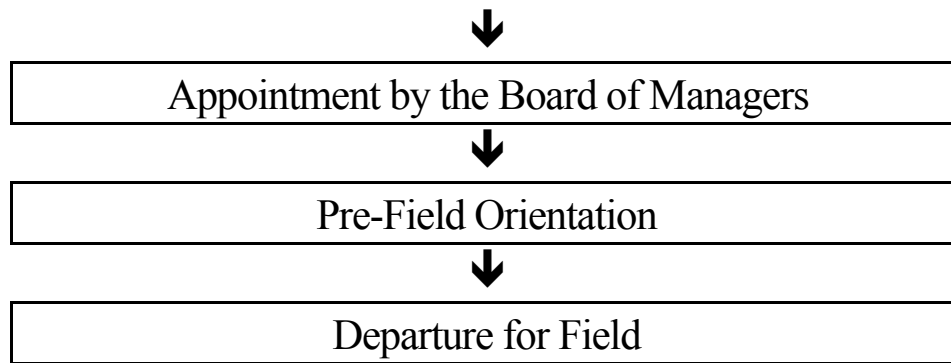 Appointment by the Board of Managers
Pre-Field Orientation
Departure for Field